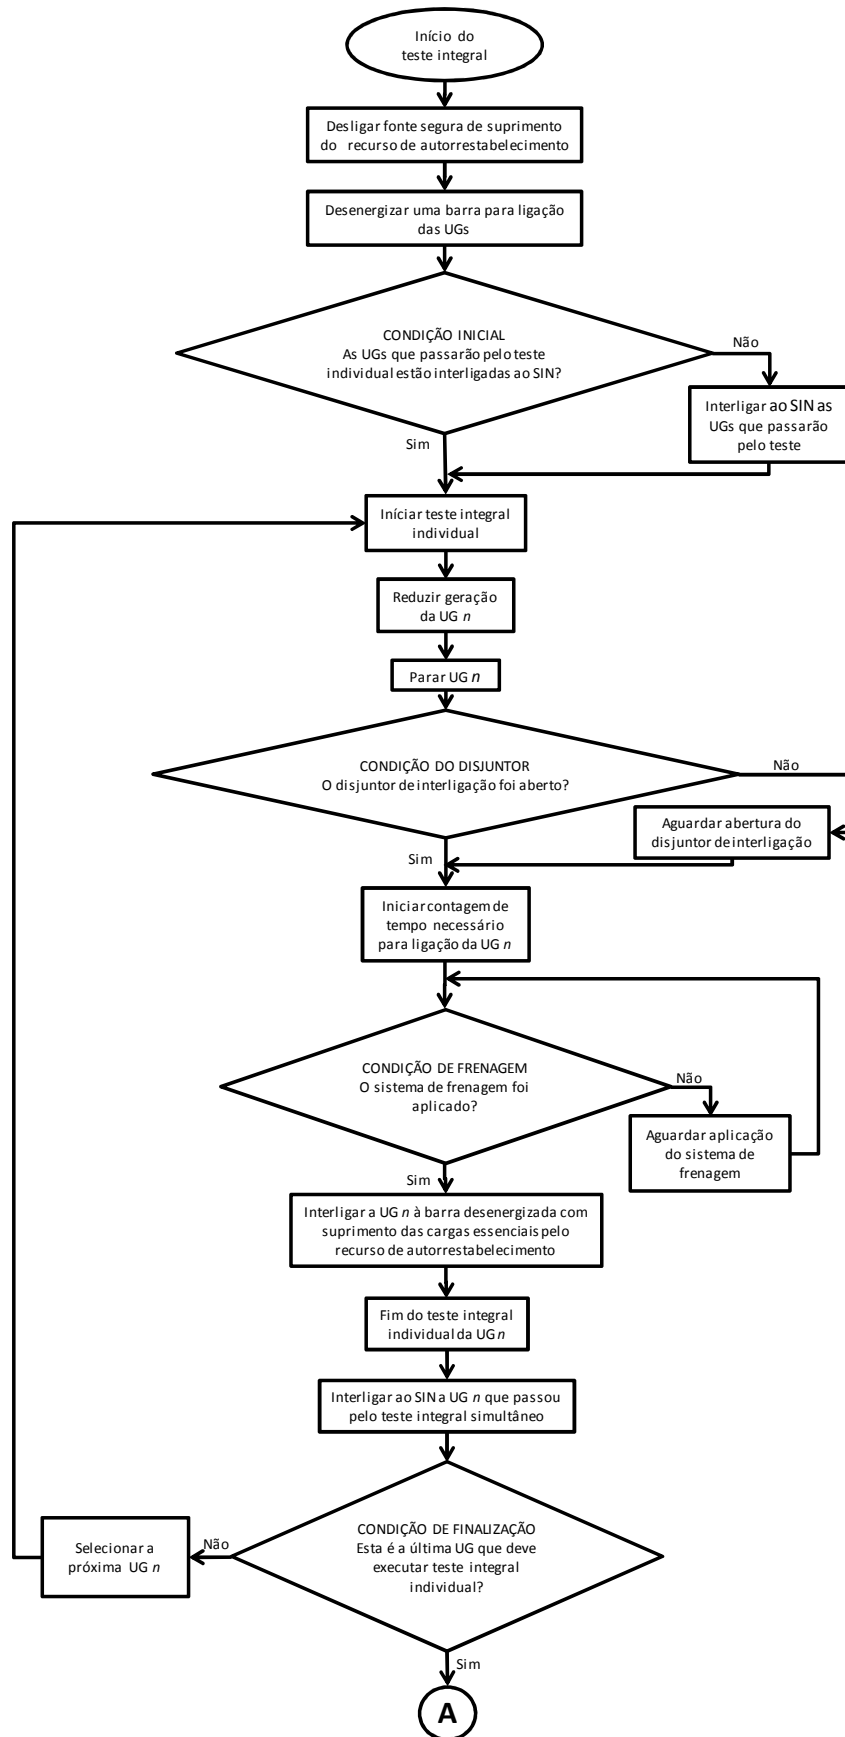 Início do
teste integral
Desligar fonte segura de suprimento
do recurso de autorrestabelecimento
Desenergizar uma barra para ligação
das UGs
CONDIÇÃO INICIAL
As UGs que passarão pelo teste
individual estão interligadas ao SIN?
Não
Interligar ao SIN as
UGs que passarão
pelo teste
Sim
Iníciar teste integral
individual
Reduzir geração
da UG n
Parar UG n
CONDIÇÃO DO DISJUNTOR
O disjuntor de interligação foi aberto?
Não
Aguardar abertura do
disjuntor de interligação
Sim
Iniciar contagem de
tempo necessário
para ligação da UG n
CONDIÇÃO DE FRENAGEM
O sistema de frenagem foi
aplicado?
Não
Aguardar aplicação
do sistema de
frenagem
Sim
Interligar a UG n à barra desenergizada com
suprimento das cargas essenciais pelo
recurso de autorrestabelecimento
Fim do teste integral
individual da UG n
Interligar ao SIN a UG n que passou
pelo teste integral simultâneo
CONDIÇÃO DE FINALIZAÇÃO
Esta é a última UG que deve
executar teste integral
individual?
Não
Selecionar a
próxima UG n
Sim
A